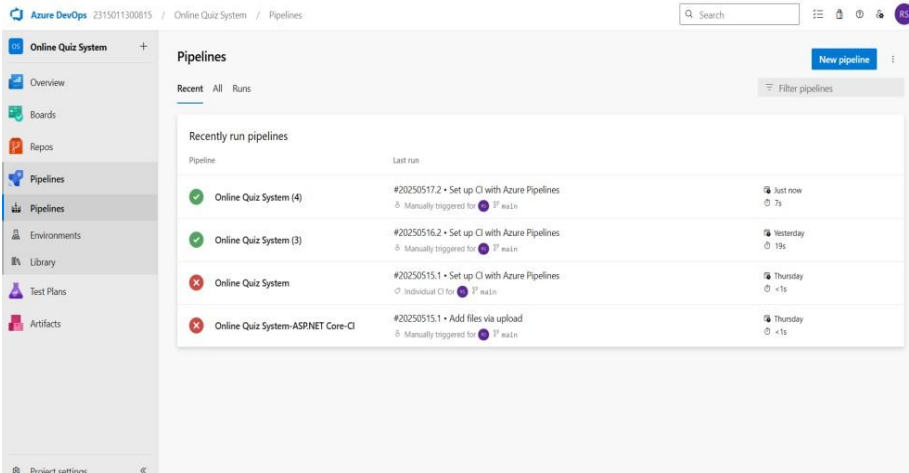 Azure DevOps 2315011300815 / Online Quiz System / Pipelines
Search
RS
OS Online Quiz System +
Overview
Boards
Repos
Pipelines
Pipelines
Environments
Library
Test Plans
Artifacts
Project settings
Pipelines
New pipeline
Recent All Runs
Filter pipelines
Recently run pipelines
Pipeline Last run
Online Quiz System (4)
#20250517.2 • Set up CI with Azure Pipelines
Manually triggered for RS main
Just now
7s
Online Quiz System (3)
#20250516.2 • Set up CI with Azure Pipelines
Manually triggered for RS main
Yesterday
19s
Online Quiz System
#20250515.1 • Set up CI with Azure Pipelines
Individual CI for RS main
Thursday
<1s
Online Quiz System-ASP.NET Core-CI
#20250515.1 • Add files via upload
Manually triggered for RS main
Thursday
<1s